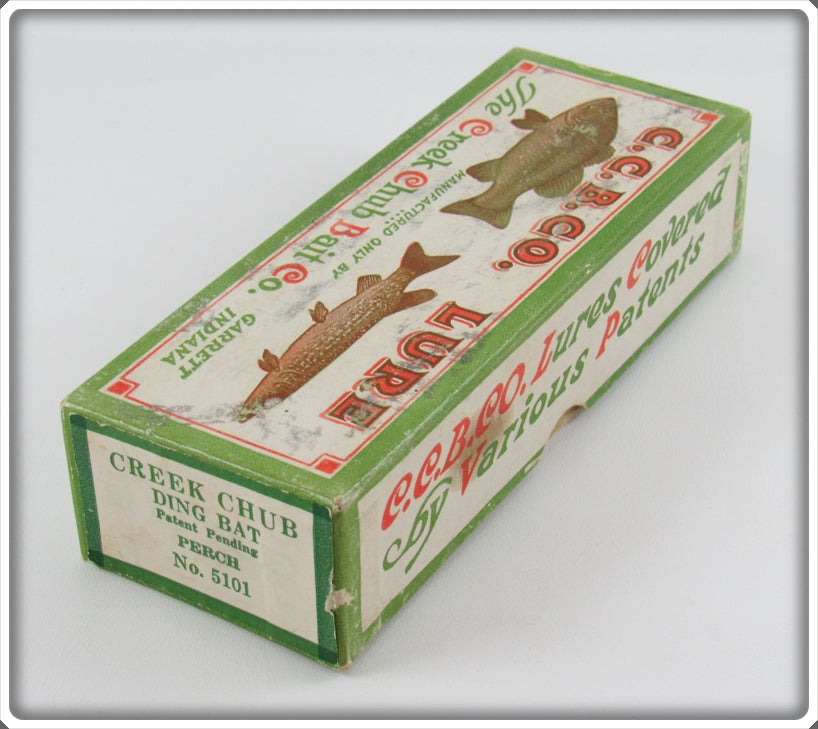 C.C.B.CO.
LURE
MANUFACTURED ONLY BY
The Creek Chub Bait Co.
GARRETT
INDIANA
C.C.B.CO. Lures Covered
by Various Patents
CREEK CHUB
DING BAT
Patent Pending
PERCH
No. 5101